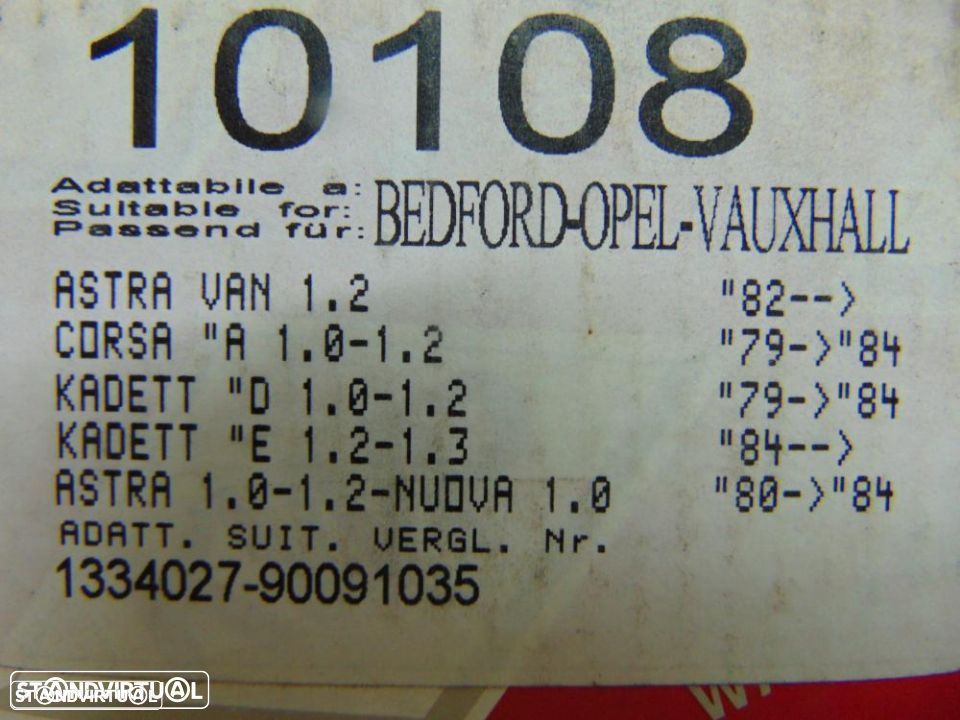 10108
Adattabile a:
Suitable for:
Passend für:
BEDFORD-OPEL-VAUXHALL
ASTRA VAN 1.2 "82-->
CORSA "A 1.0-1.2 "79->"84
KADETT "D 1.0-1.2 "79->"84
KADETT "E 1.2-1.3 "84-->
ASTRA 1.0-1.2-NUOVA 1.0 "80->"84
ADATT. SUIT. VERGL. Nr.
1334027-90091035
STANDVIRTUAL
STANDVIRTUAL